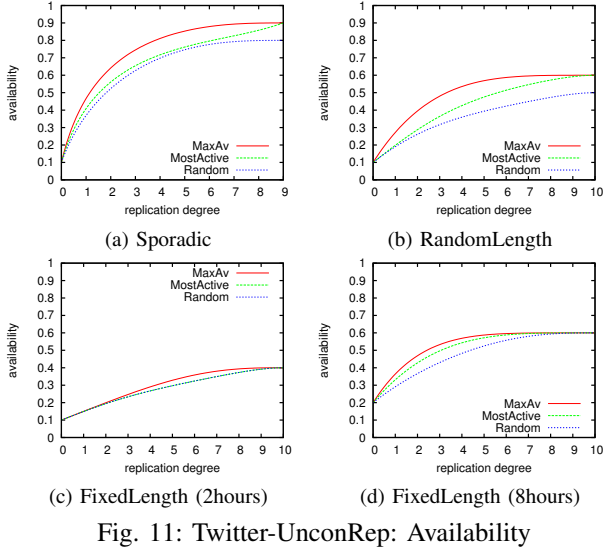 1
0.9
0.8
0.7
0.6
0.5
0.4
0.3
0.2
0.1
0
availability
MaxAv
MostActive
Random
0 1 2 3 4 5 6 7 8 9
replication degree
(a) Sporadic
1
0.9
0.8
0.7
0.6
0.5
0.4
0.3
0.2
0.1
0
availability
MaxAv
MostActive
Random
0 1 2 3 4 5 6 7 8 9 10
replication degree
(b) RandomLength
1
0.9
0.8
0.7
0.6
0.5
0.4
0.3
0.2
0.1
0
availability
MaxAv
MostActive
Random
0 1 2 3 4 5 6 7 8 9 10
replication degree
(c) FixedLength (2hours)
1
0.9
0.8
0.7
0.6
0.5
0.4
0.3
0.2
0.1
0
availability
MaxAv
MostActive
Random
0 1 2 3 4 5 6 7 8 9 10
replication degree
(d) FixedLength (8hours)
Fig. 11: Twitter-UnconRep: Availability